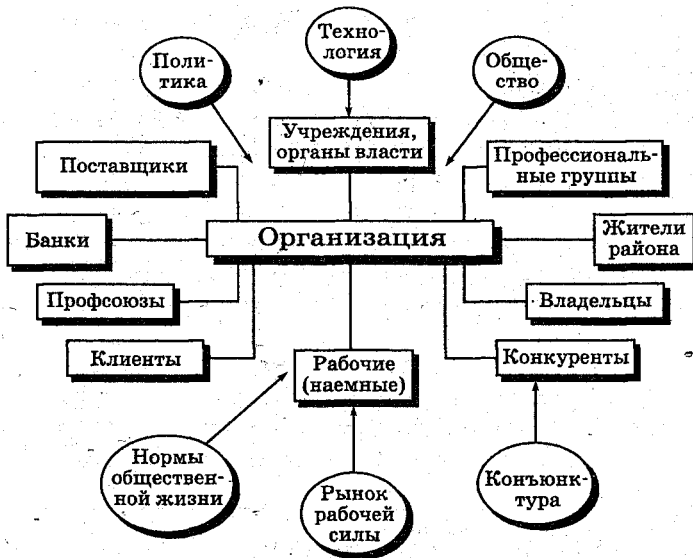 Техно-
логия
Поли-
тика
Обще-
ство
Учреждения,
органы власти
Поставщики
Профессиональ-
ные группы
Банки
Организация
Жители
района
Профсоюзы
Владельцы
Клиенты
Рабочие
(наемные)
Конкуренты
Нормы
обществен-
ной жизни
Рынок
рабочей
силы
Конъюнк-
тура